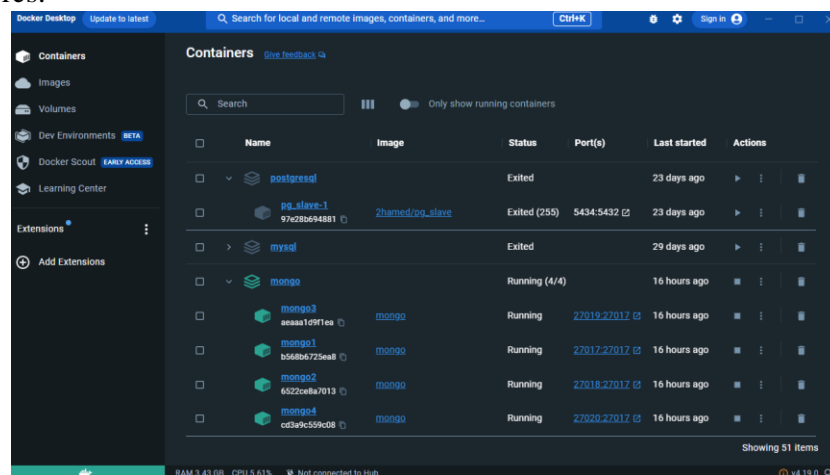 res.
Docker Desktop Update to latest Search for local and remote images, containers, and more... Ctrl+K Sign in
Containers
Images
Volumes
Dev Environments BETA
Docker Scout EARLY ACCESS
Learning Center
Extensions
Add Extensions
Containers Give feedback
Search Only show running containers
Name Image Status Port(s) Last started Actions
postgresql Exited 23 days ago
pg_slave-1 2hamed/pg_slave Exited (255) 5434:5432 23 days ago
97e28b694881
mysql Exited 29 days ago
mongo Running (4/4) 16 hours ago
mongo3 mongo Running 27019:27017 16 hours ago
aeaaa1d9f1ea
mongo1 mongo Running 27017:27017 16 hours ago
b568b6725ea8
mongo2 mongo Running 27018:27017 16 hours ago
6522ce8a7013
mongo4 mongo Running 27020:27017 16 hours ago
cd3a9c559c08
Showing 51 items
RAM 3.43 GB CPU 5.61% Not connected to Hub v4.19.0